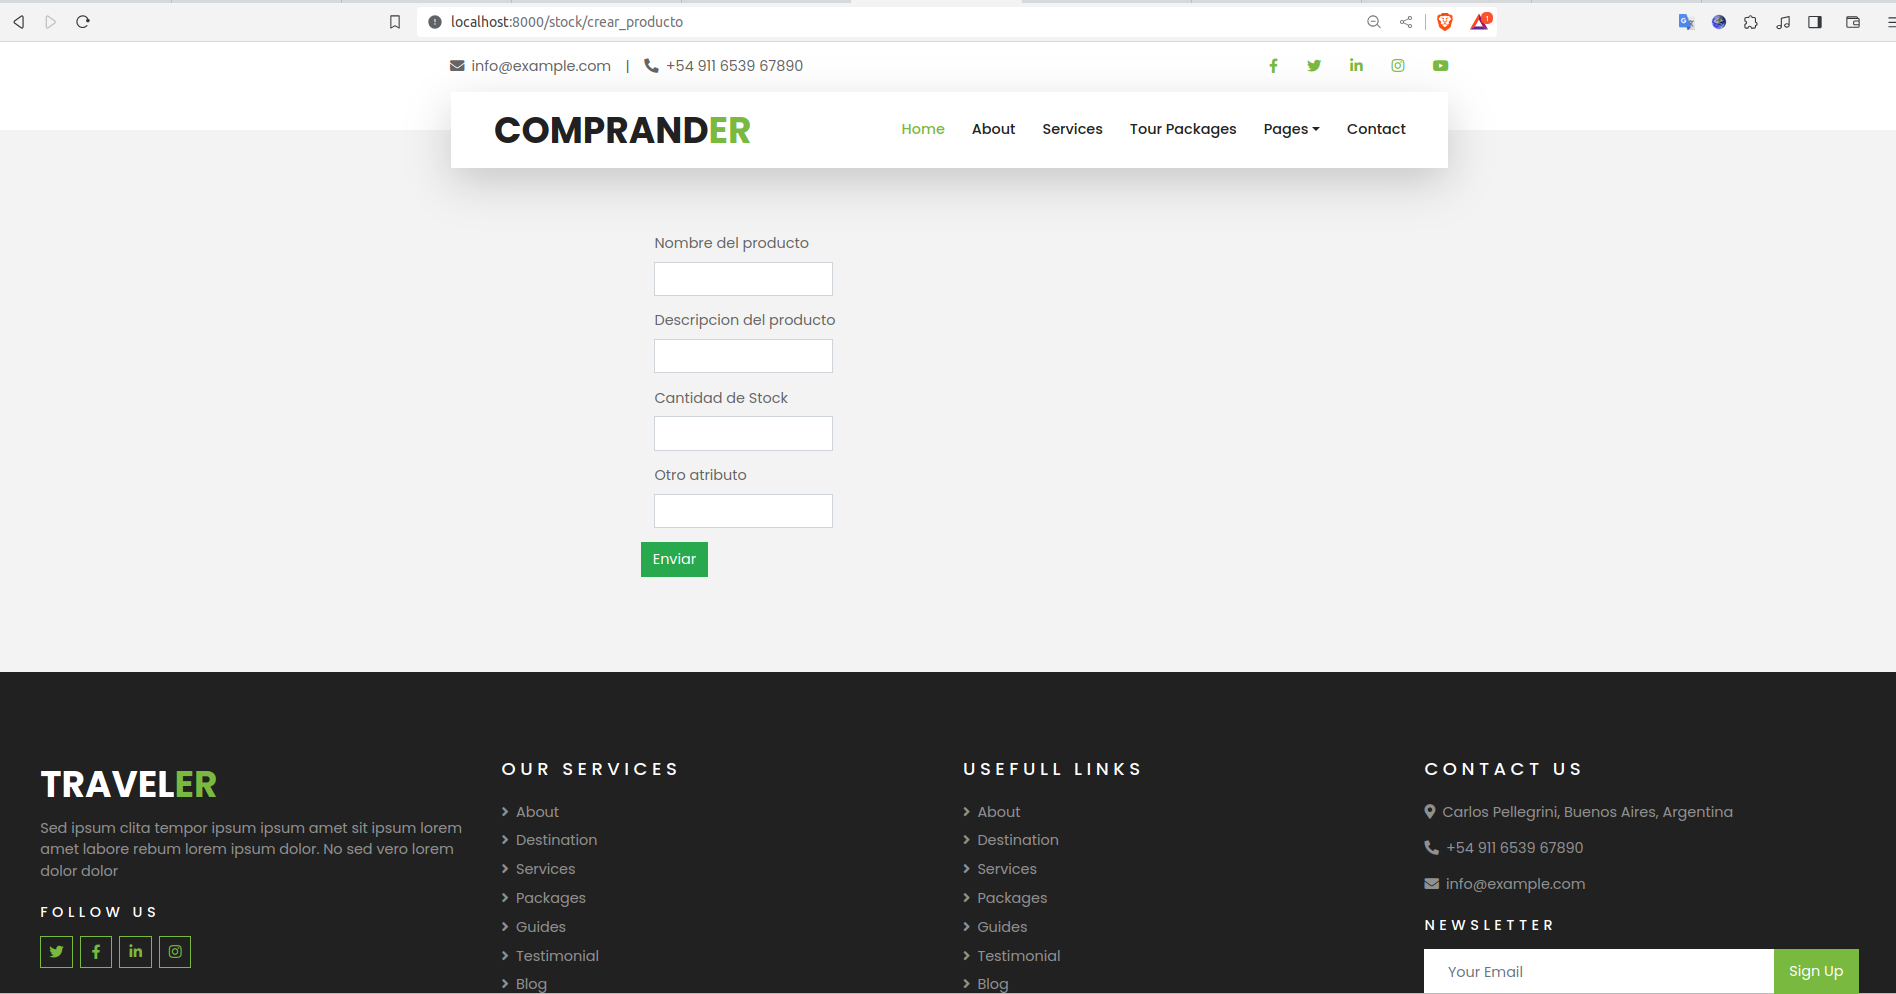 localhost:8000/stock/crear_producto
1
info@example.com | +54 911 6539 67890
COMPRANDER
Home About Services Tour Packages Pages Contact
Nombre del producto
Descripcion del producto
Cantidad de Stock
Otro atributo
Enviar
TRAVELER
Sed ipsum clita tempor ipsum ipsum amet sit ipsum lorem
amet labore rebum lorem ipsum dolor. No sed vero lorem
dolor dolor
FOLLOW US
OUR SERVICES
About
Destination
Services
Packages
Guides
Testimonial
Blog
USEFULL LINKS
About
Destination
Services
Packages
Guides
Testimonial
Blog
CONTACT US
Carlos Pellegrini, Buenos Aires, Argentina
+54 911 6539 67890
info@example.com
NEWSLETTER
Your Email Sign Up